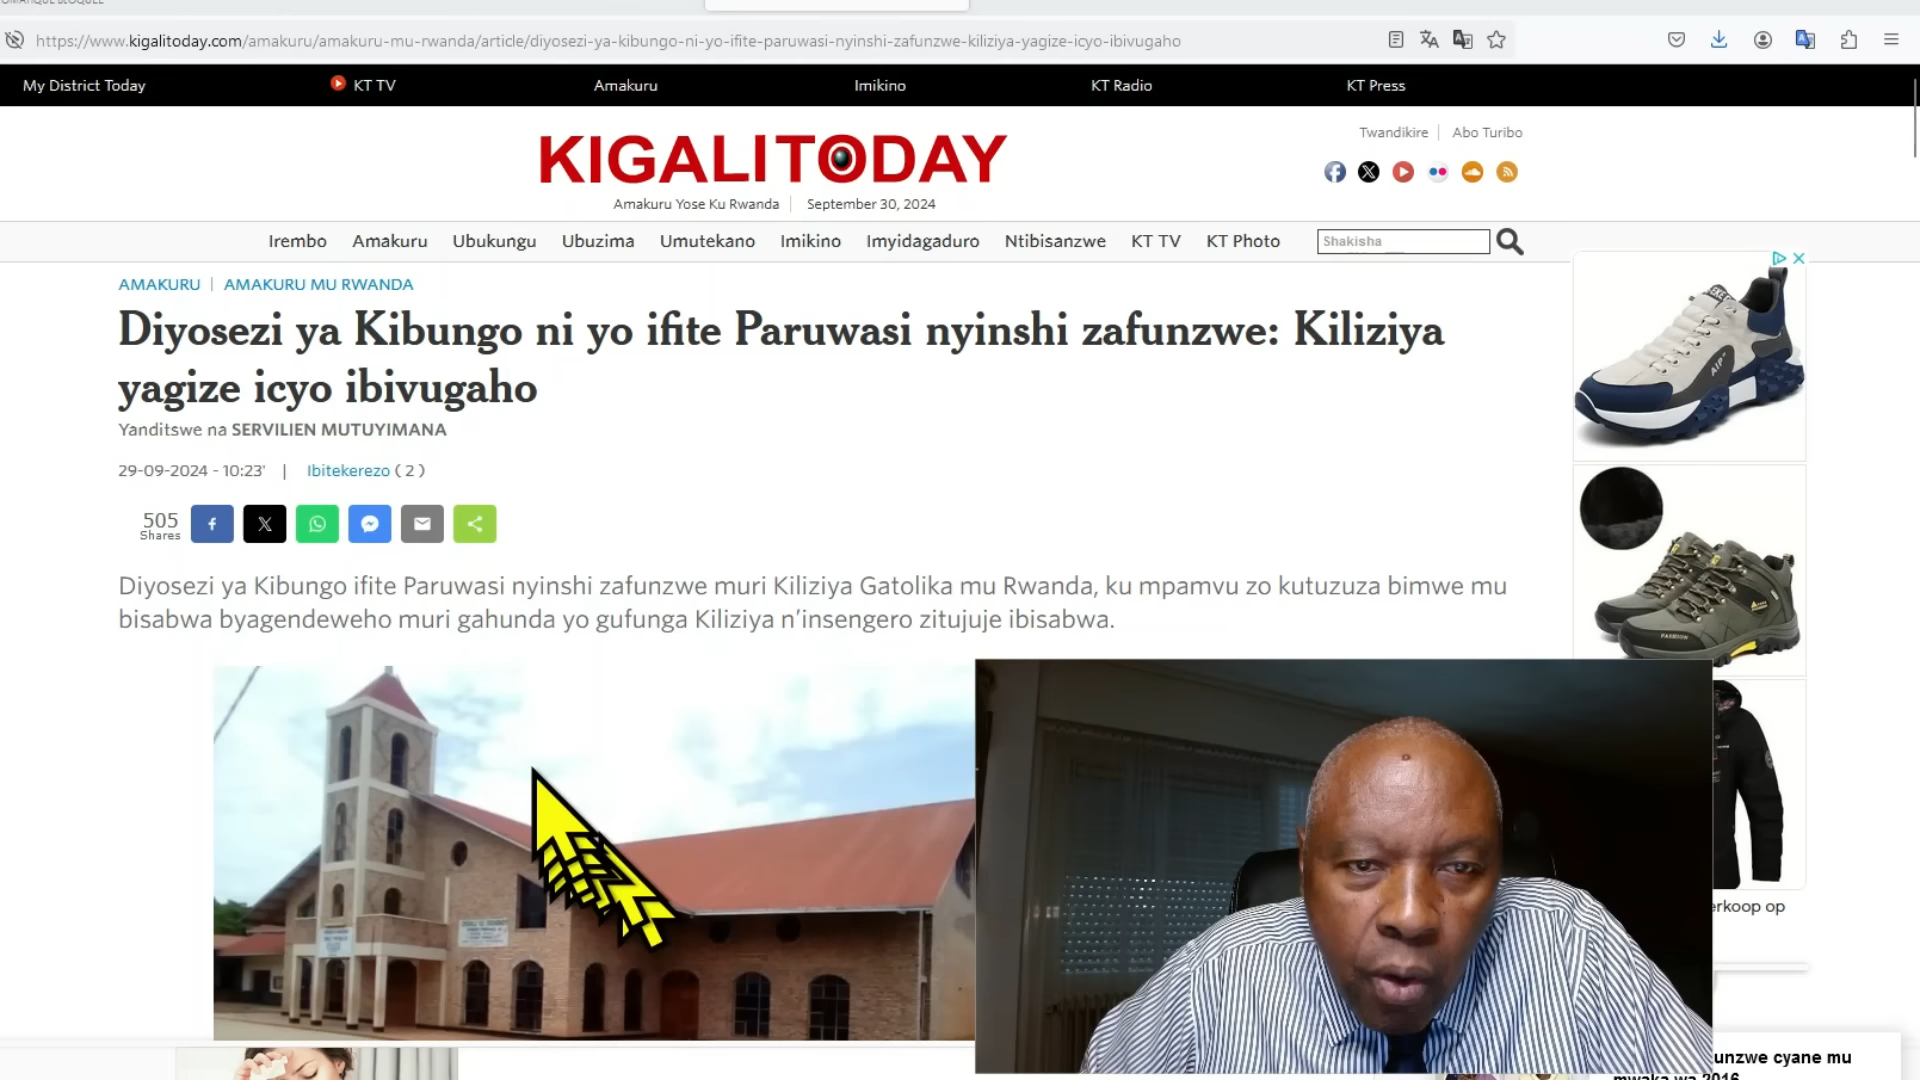 https://www.kigalitoday.com/amakuru/amakuru-mu-rwanda/article/diyosezi-ya-kibungo-ni-yo-ifite-paruwasi-nyinshi-zafunzwe-kiliziya-yagize-icyo-ibivugaho
My District Today
KT TV
Amakuru
Imikino
KT Radio
KT Press
Twandikire
Abo Turibo
KIGALITODAY
Amakuru Yose Ku Rwanda
September 30, 2024
Irembo
Amakuru
Ubukungu
Ubuzima
Umutekano
Imikino
Imyidagaduro
Ntibisanzwe
KT TV
KT Photo
Shakisha
AMAKURU
AMAKURU MU RWANDA
Diyosezi ya Kibungo ni yo ifite Paruwasi nyinshi zafunzwe: Kiliziya
yagize icyo ibivugaho
Yanditswe na SERVILIEN MUTUYIMANA
29-09-2024 - 10:23' | Ibitekerezo ( 2 )
505
Shares
Diyosezi ya Kibungo ifite Paruwasi nyinshi zafunzwe muri Kiliziya Gatolika mu Rwanda, ku mpamvu zo kutuzuza bimwe mu
bisabwa byagendeweho muri gahunda yo gufunga Kiliziya n'insengero zitujuje ibisabwa.
op
cyane mu